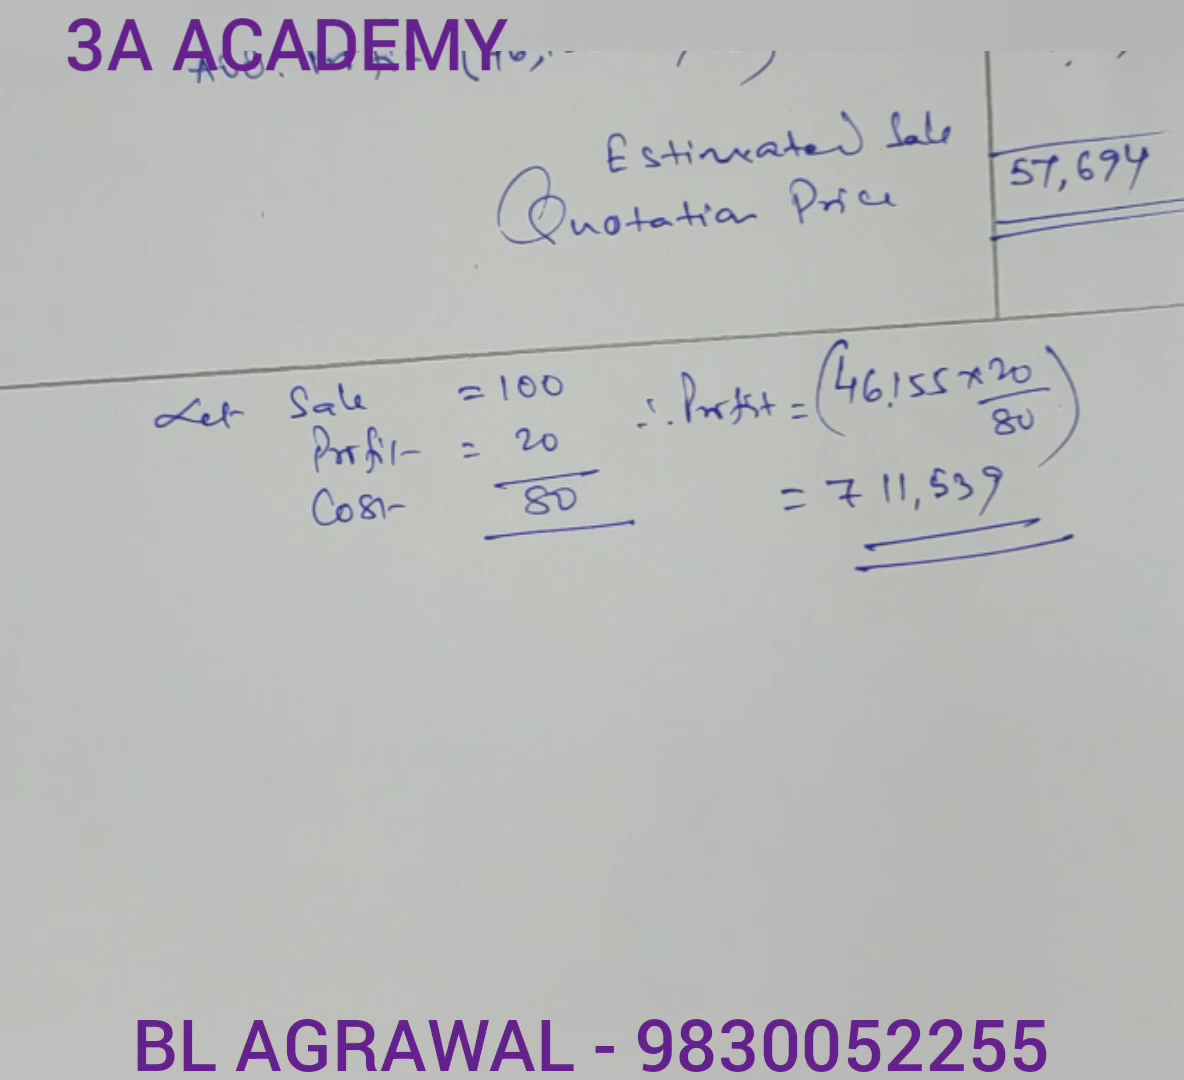 3A ACADEMY
Estimated Sale
Quotation Price
57,694
Let Sale = 100
Profit = 20
Cost 80
∴ Profit = (46,155 × 20/80)
= ₹ 11,539
BL AGRAWAL - 9830052255